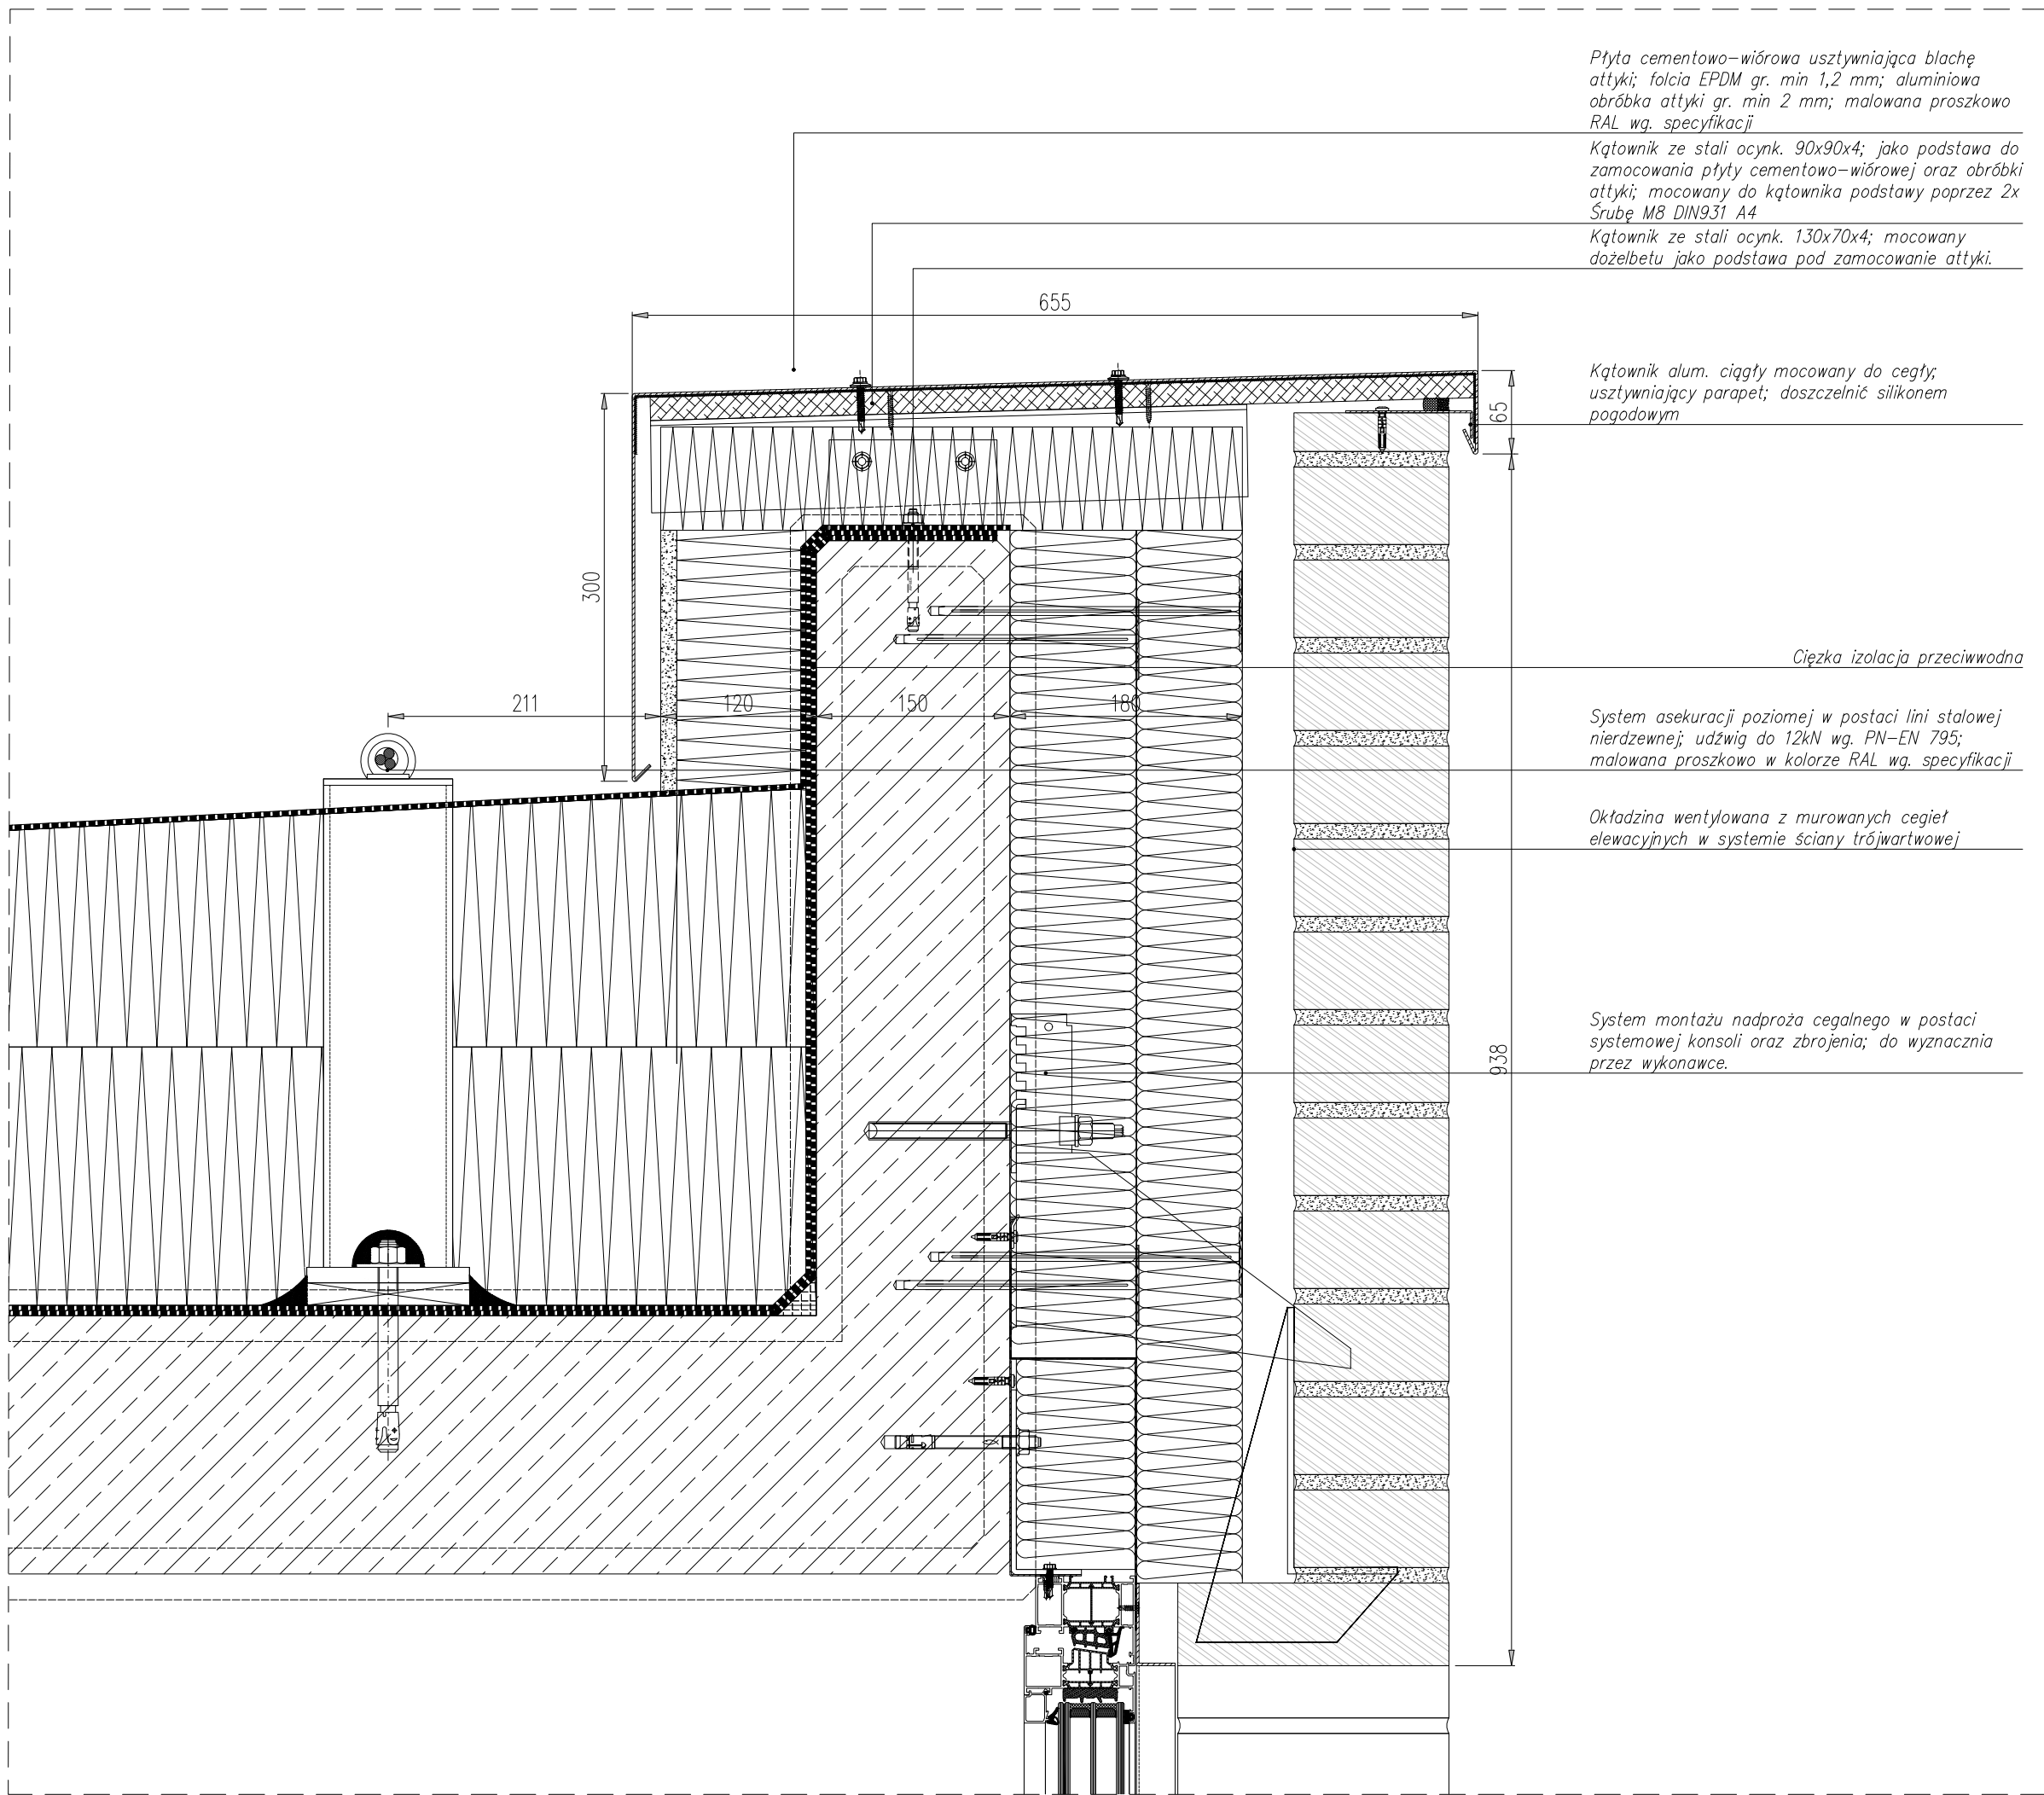 Płyta cementowo-wiórowa usztywniająca blachę
attyki; folcia EPDM gr. min 1,2 mm; aluminiowa
obróbka attyki gr. min 2 mm; malowana proszkowo
RAL wg. specyfikacji
Kątownik ze stali ocynk. 90x90x4; jako podstawa do
zamocowania płyty cementowo-wiórowej oraz obróbki
attyki; mocowany do kątownika podstawy poprzez 2x
Śrubę M8 DIN931 A4
Kątownik ze stali ocynk. 130x70x4; mocowany
dożelbetu jako podstawa pod zamocowanie attyki.
655
Kątownik alum. ciągły mocowany do cegły;
usztywniający parapet; doszczelnić silikonem
pogodowym
65
300
Cięzka izolacja przeciwwodna
211
120
150
180
System asekuracji poziomej w postaci lini stalowej
nierdzewnej; udźwig do 12kN wg. PN-EN 795;
malowana proszkowo w kolorze RAL wg. specyfikacji
Okładzina wentylowana z murowanych cegieł
elewacyjnych w systemie ściany trójwartwowej
System montażu nadproża cegalnego w postaci
systemowej konsoli oraz zbrojenia; do wyznacznia
przez wykonawce.
938